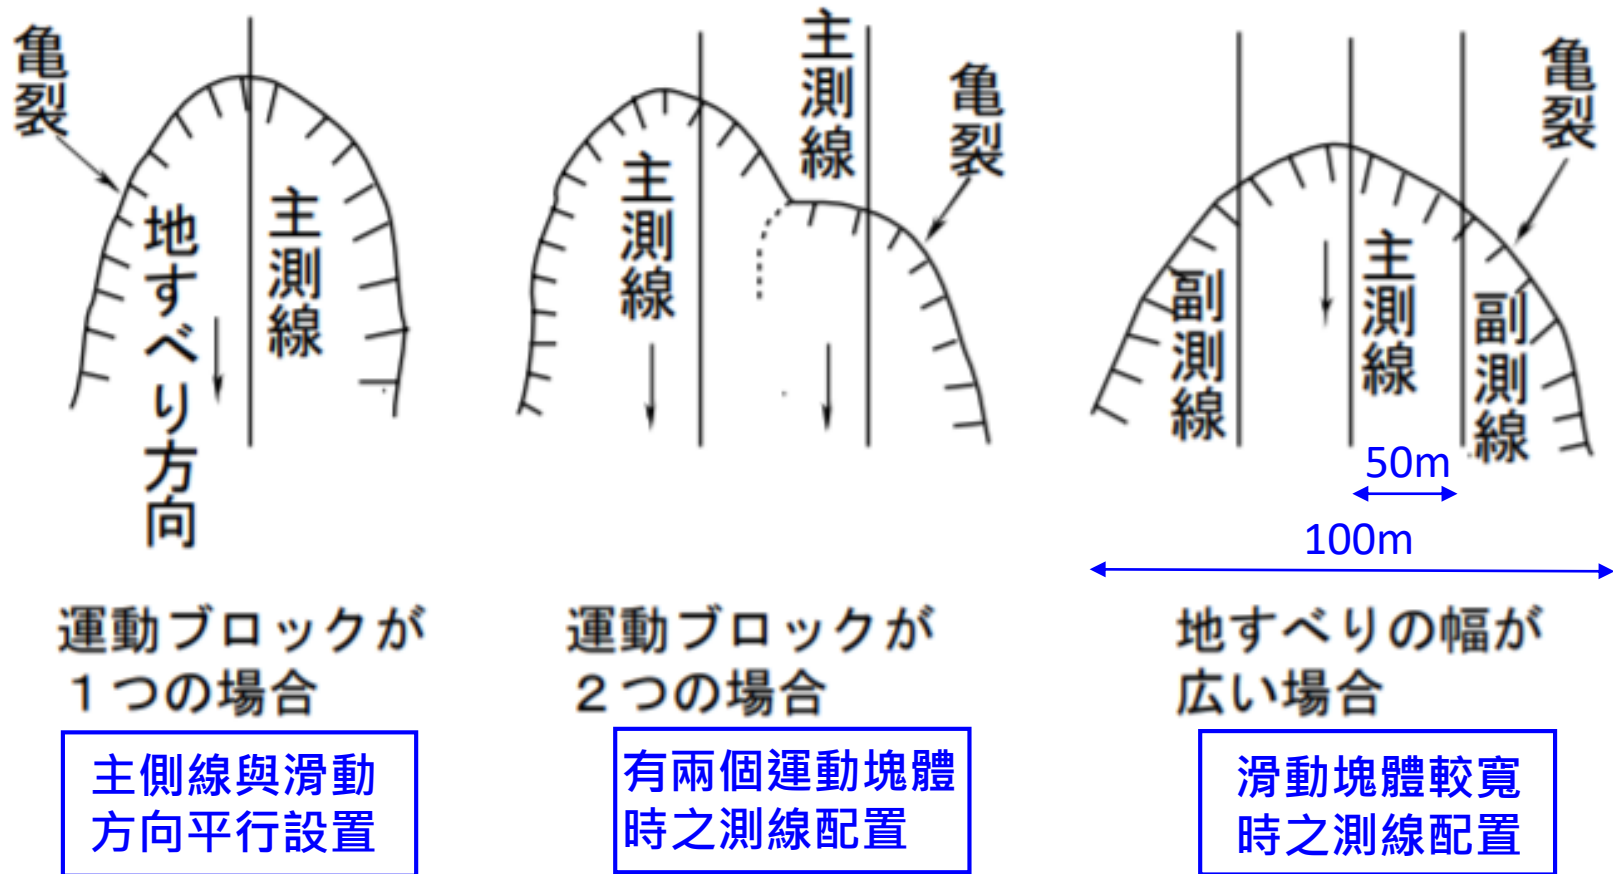 亀裂
地すべり方向
主測線
主測線
主測線
亀裂
副測線
主測線
副測線
亀裂
50m
100m
運動ブロックが
1つの場合
運動ブロックが
2つの場合
地すべりの幅が
広い場合
主側線與滑動
方向平行設置
有兩個運動塊體
時之測線配置
滑動塊體較寬
時之測線配置